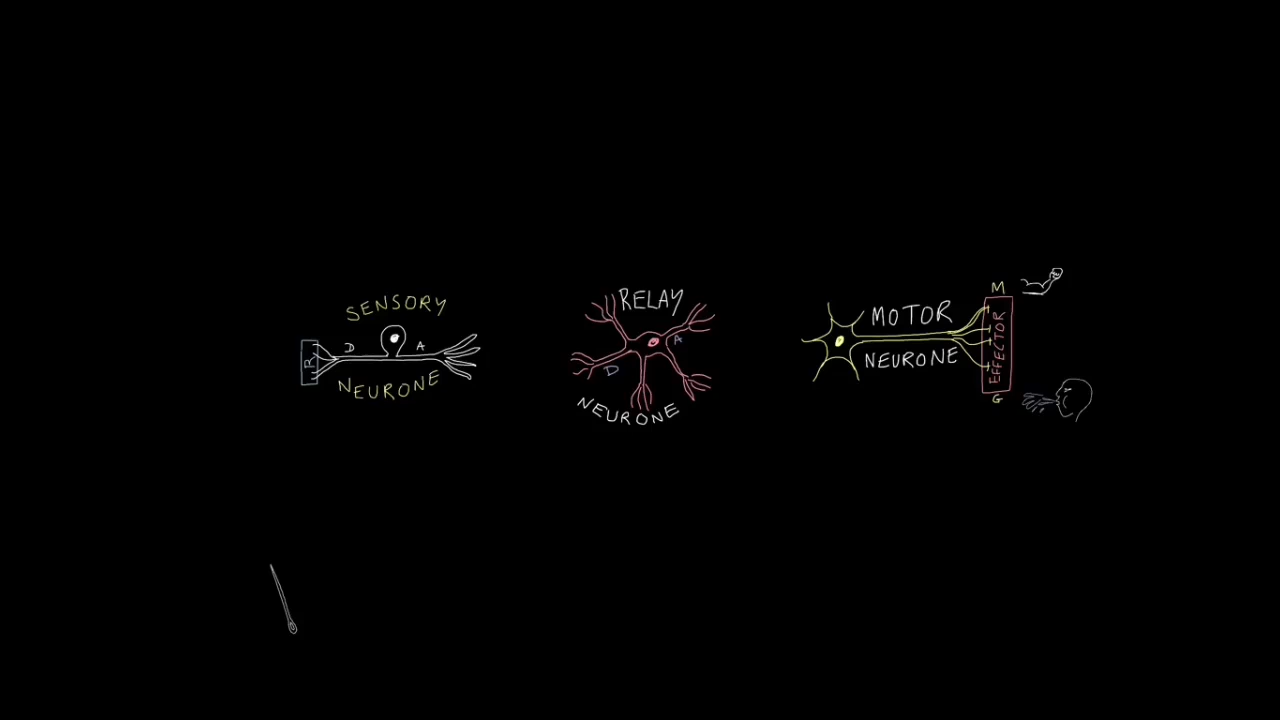 SENSORY
R
D
A
NEURONE
RELAY
A
D
NEURONE
MOTOR
NEURONE
M
EFFECTOR
G